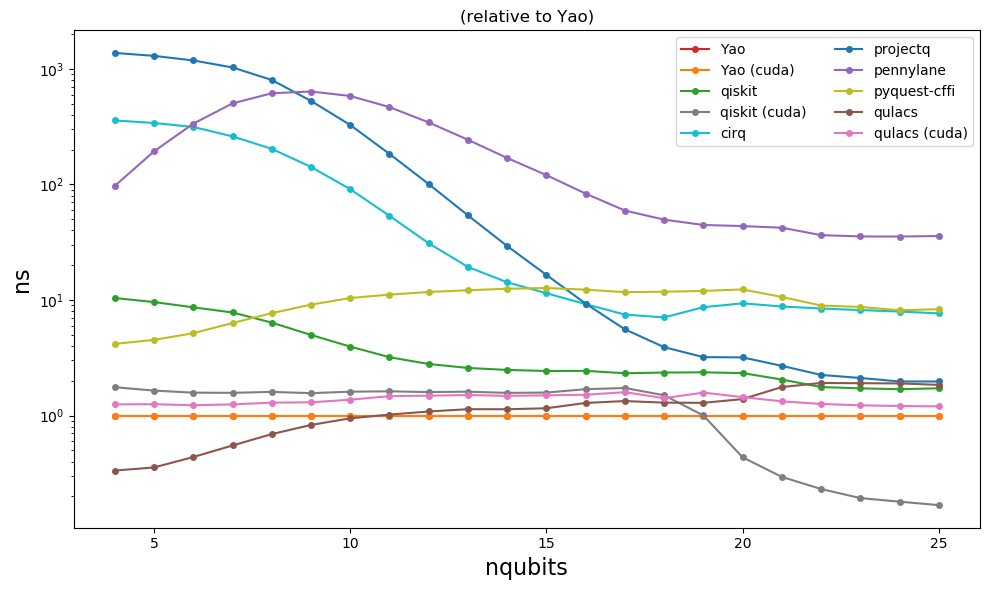 (relative to Yao)
ns
10³
10²
10¹
10⁰
Yao
Yao (cuda)
qiskit
qiskit (cuda)
cirq
projectq
pennylane
pyquest-cffi
qulacs
qulacs (cuda)
5 10 15 20 25
nqubits